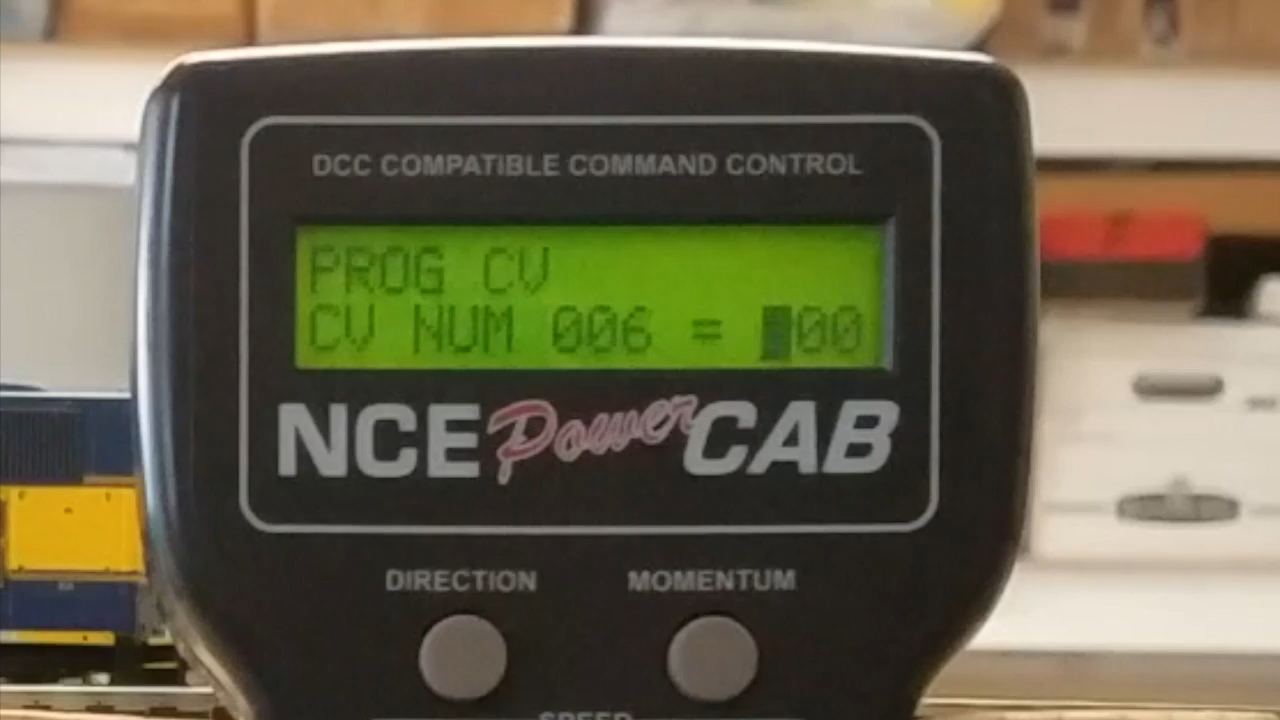 DCC COMPATIBLE COMMAND CONTROL
PROG CV
CV NUM 006 = 00
NCE Power CAB
DIRECTION MOMENTUM
SPEED